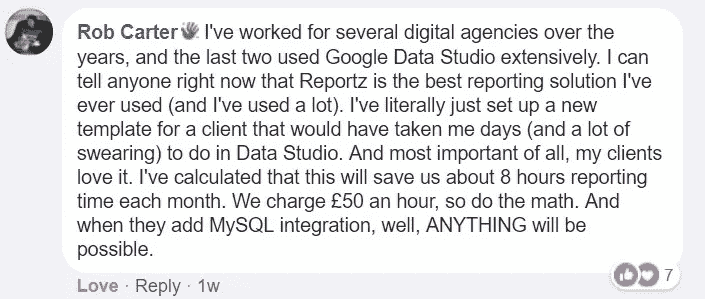 Rob Carter👋 I've worked for several digital agencies over the
years, and the last two used Google Data Studio extensively. I can
tell anyone right now that Reportz is the best reporting solution I've
ever used (and I've used a lot). I've literally just set up a new
template for a client that would have taken me days (and a lot of
swearing) to do in Data Studio. And most important of all, my clients
love it. I've calculated that this will save us about 8 hours reporting
time each month. We charge £50 an hour, so do the math. And
when they add MySQL integration, well, ANYTHING will be
possible.
7
Love · Reply · 1w